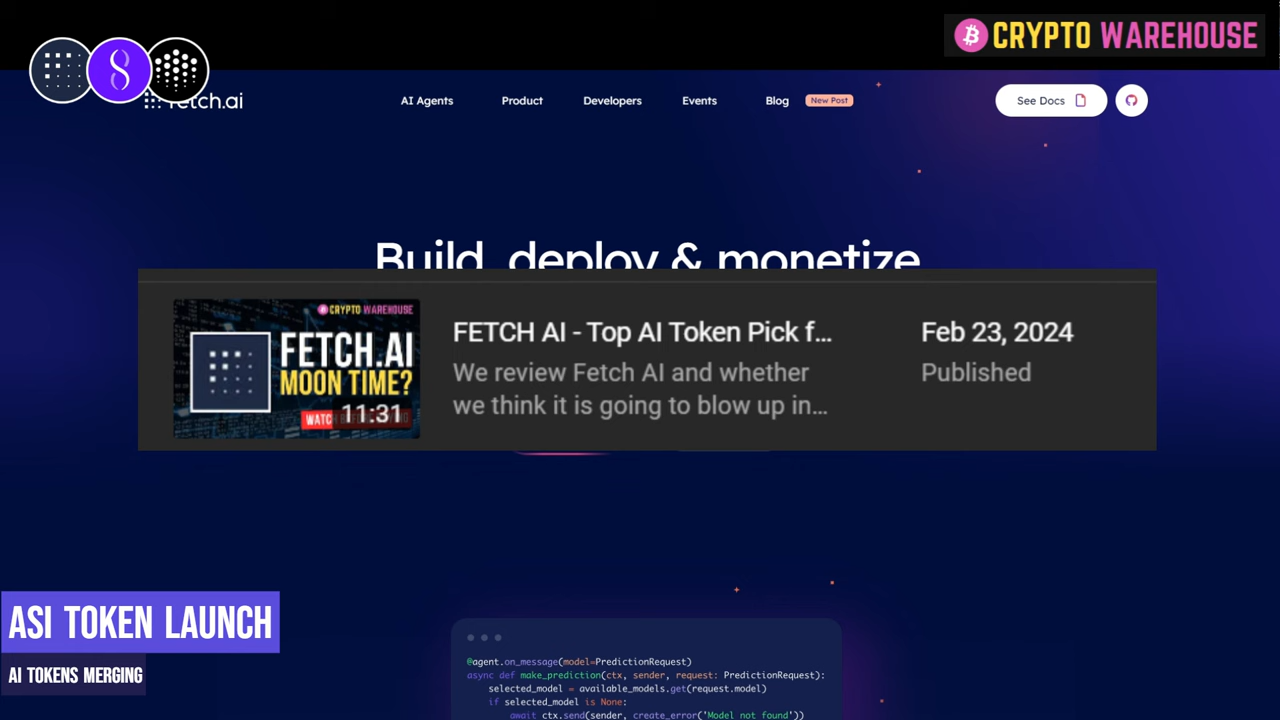 CRYPTO WAREHOUSE
fetch.ai
AI Agents Product Developers Events Blog New Post See Docs
Build, deploy & monetize
CRYPTO WAREHOUSE
FETCH.AI
MOON TIME?
WATCH
11:31
FETCH AI - Top AI Token Pick f...
We review Fetch AI and whether
we think it is going to blow up in...
Feb 23, 2024
Published
ASI TOKEN LAUNCH
AI TOKENS MERGING
@agent.on_message(model=PredictionRequest)
async def make_prediction(ctx, sender, request: PredictionRequest):
selected_model = available_models.get(request.model)
if selected_model is None:
await ctx.send(sender, create_error('Model not found'))